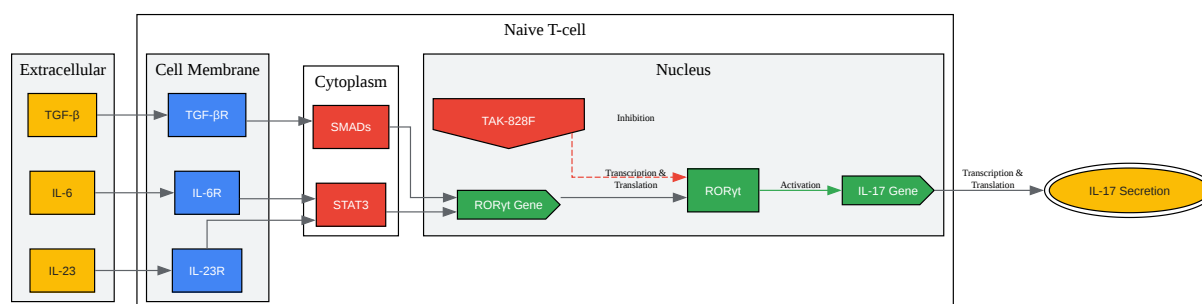 Naive T-cell
Extracellular
Cell Membrane
Cytoplasm
Nucleus
TGF-β
TGF-βR
SMADs
TAK-828F
Inhibition
IL-6
IL-6R
STAT3
RORγt Gene
Transcription &
Translation
RORγt
Activation
IL-17 Gene
Transcription &
Translation
IL-17 Secretion
IL-23
IL-23R